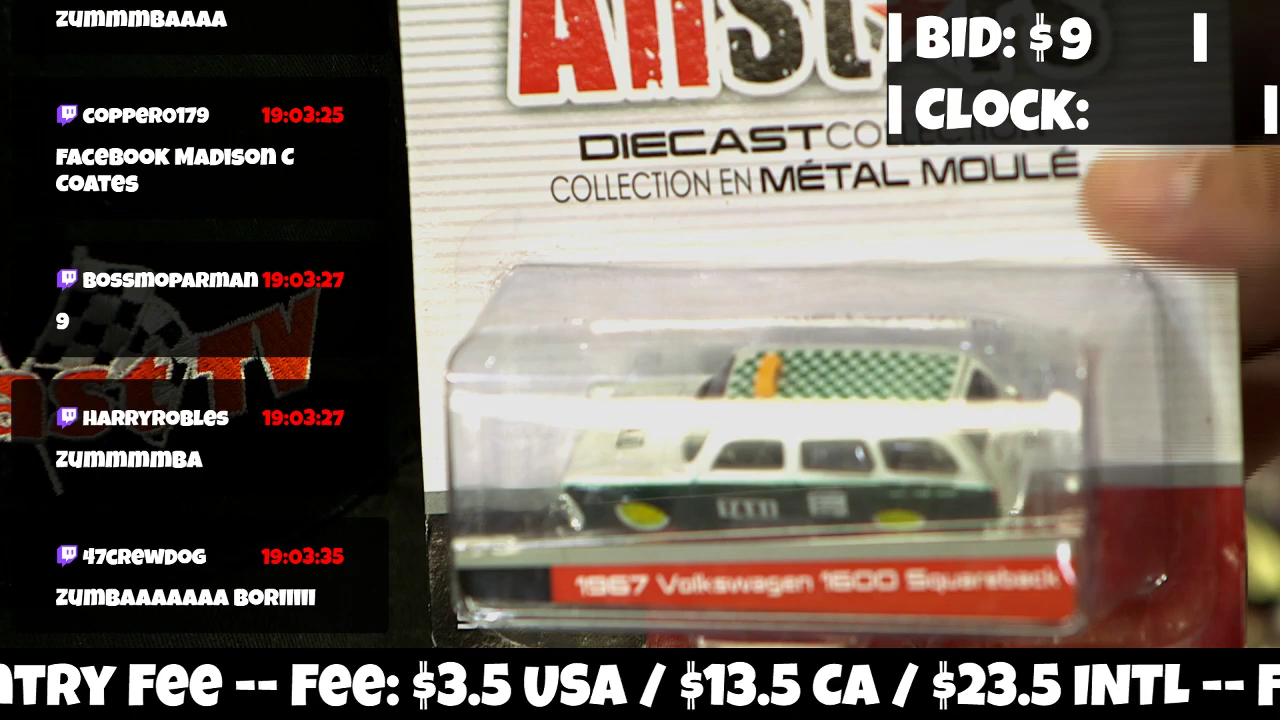 zummmBAAAA
COPPERO179 19:03:25
FACEBOOK MADISON C
COATES
BOSSMOPARMAN 19:03:27
9
HARRYROBLES 19:03:27
ZUMMMMMBA
47CREWDOG 19:03:35
ZUMBAAAAAAA BORIIIII
| BID: $9 |
| CLOCK: |
DIECAST
COLLECTION EN MÉTAL MOULÉ
1967 Volkswagen 1600 Squareback
NTRY Fee -- Fee: $3.5 USA / $13.5 CA / $23.5 INTL -- F